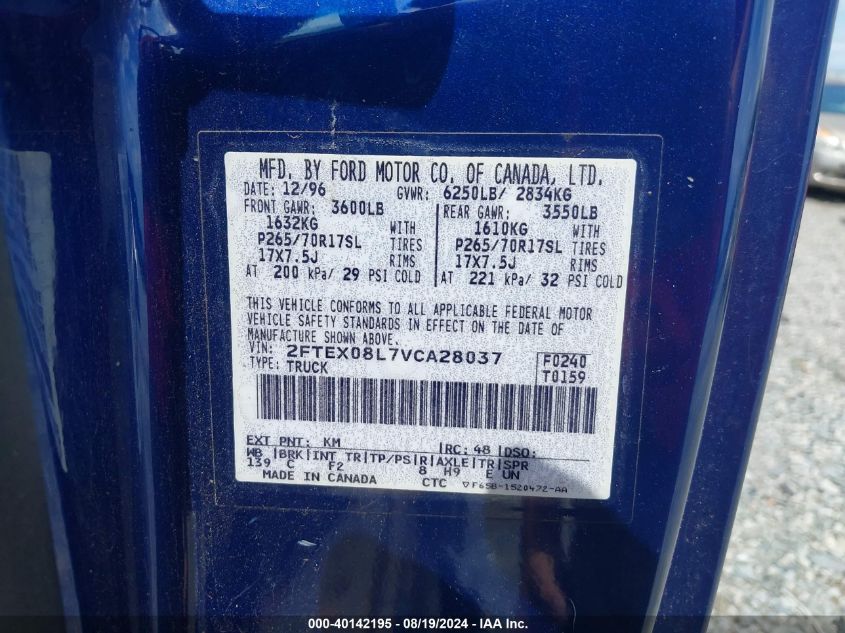 MFD. BY FORD MOTOR CO. OF CANADA, LTD.
DATE: 12/96 GVWR: 6250LB/ 2834KG
FRONT GAWR: 3600LB REAR GAWR: 3550LB
1632KG WITH 1610KG WITH
P265/70R17SL TIRES P265/70R17SL TIRES
17X7.5J RIMS 17X7.5J RIMS
AT 200 kPa/ 29 PSI COLD AT 221 kPa/ 32 PSI COLD
THIS VEHICLE CONFORMS TO ALL APPLICABLE FEDERAL MOTOR
VEHICLE SAFETY STANDARDS IN EFFECT ON THE DATE OF
MANUFACTURE SHOWN ABOVE.
VIN: 2FTEX08L7VCA28037 F0240
TYPE: TRUCK T0159
EXT PNT: KM RC: 48 DSO:
WB BRK INT TR TP/PS R AXLE TR SPR
139 C F2 8 H9 E UN
MADE IN CANADA CTC ▽F65B-1520472-AA
000-40142195 - 08/19/2024 - IAA Inc.